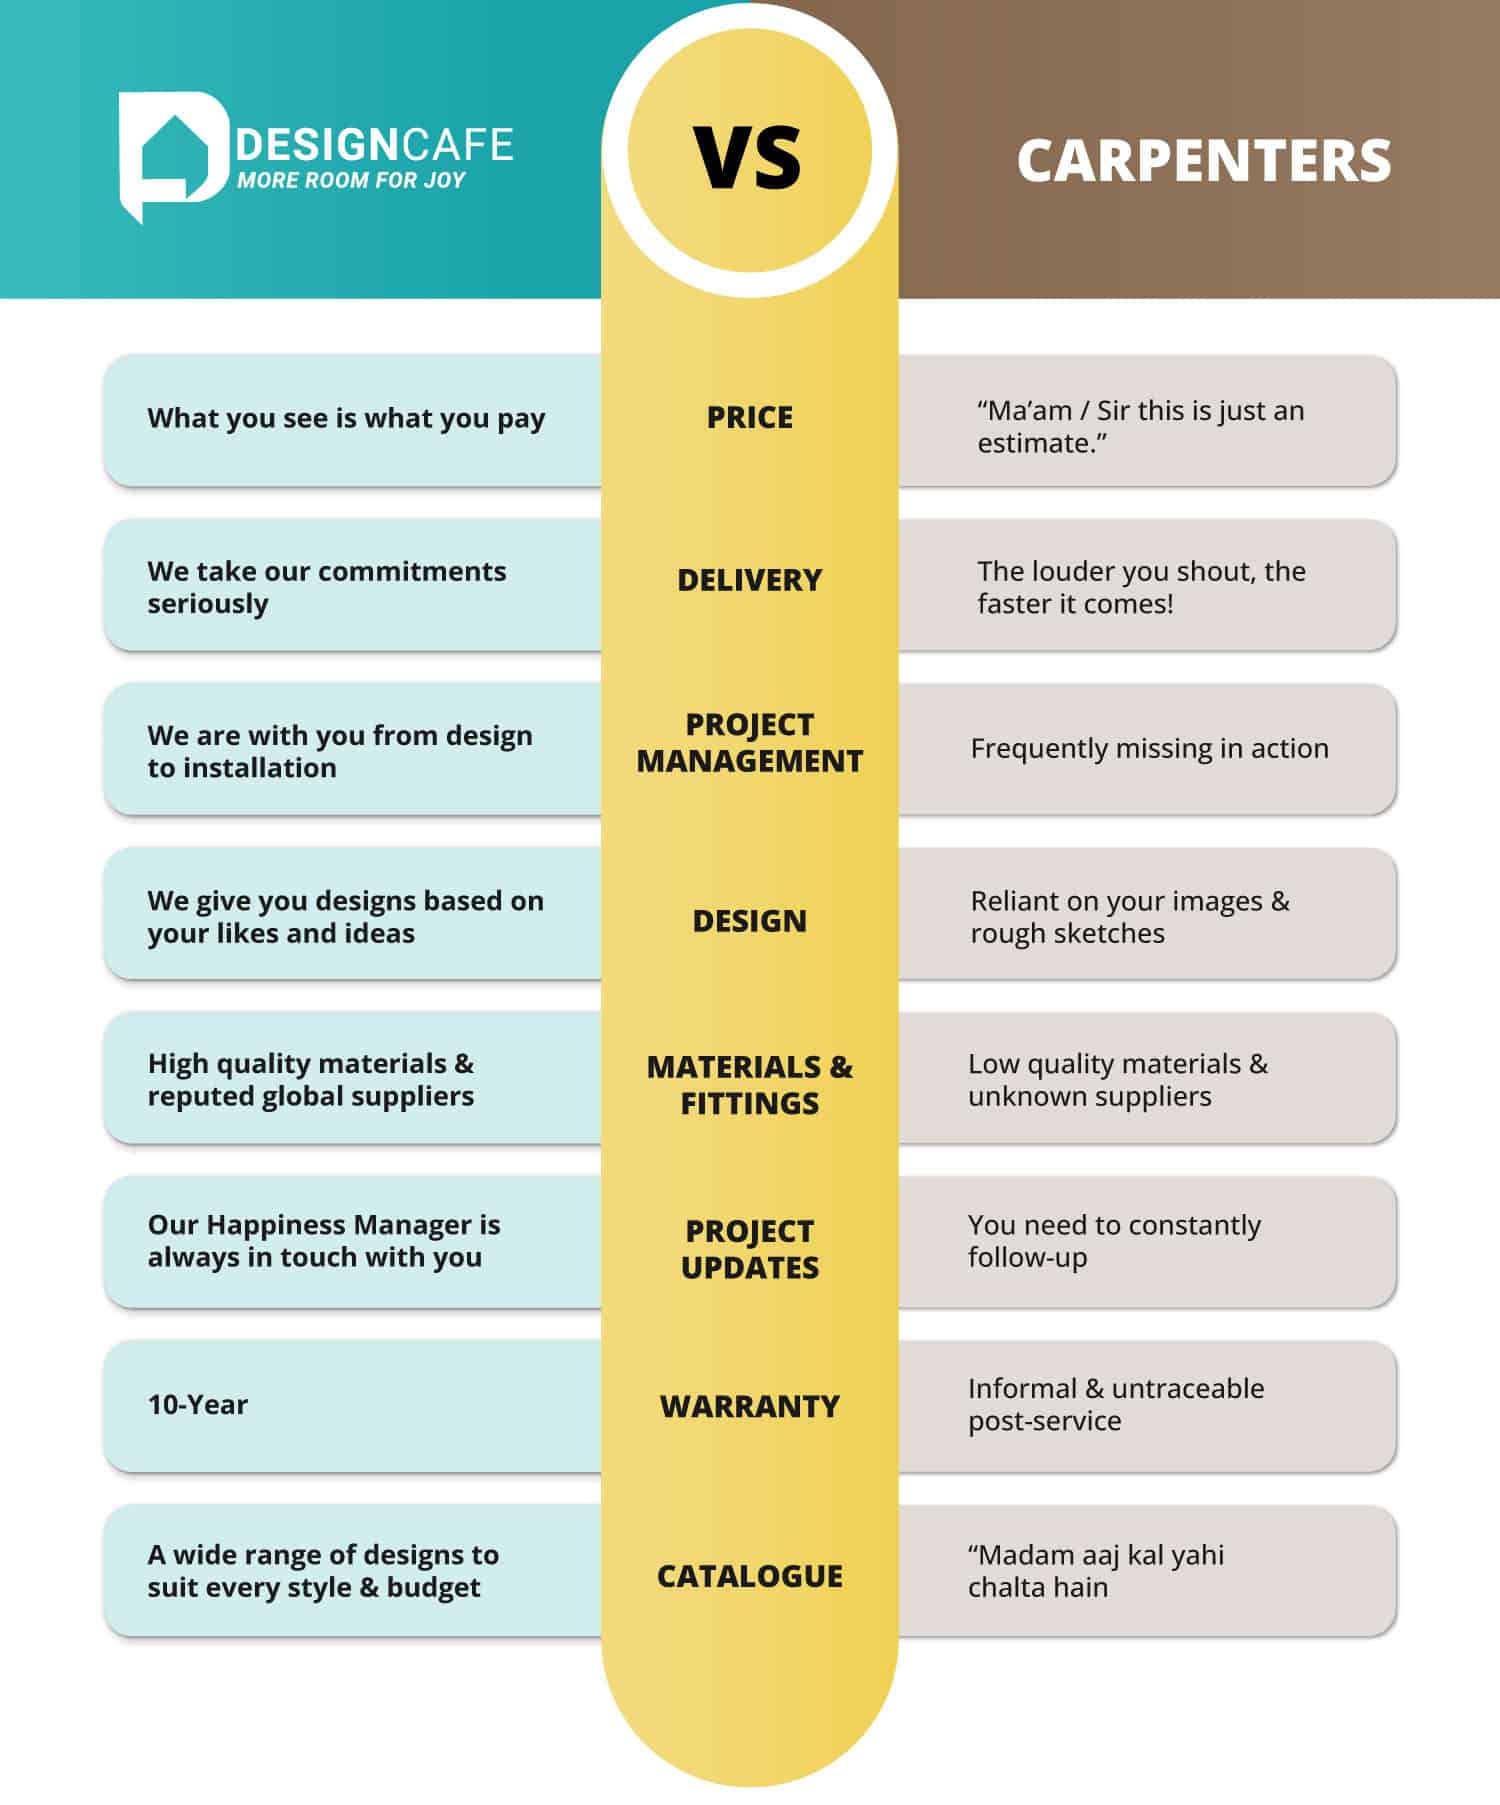 DESIGNCAFE
MORE ROOM FOR JOY
VS
CARPENTERS
What you see is what you pay
PRICE
“Ma’am / Sir this is just an
estimate.”
We take our commitments
seriously
DELIVERY
The louder you shout, the
faster it comes!
We are with you from design
to installation
PROJECT
MANAGEMENT
Frequently missing in action
We give you designs based on
your likes and ideas
DESIGN
Reliant on your images &
rough sketches
High quality materials &
reputed global suppliers
MATERIALS &
FITTINGS
Low quality materials &
unknown suppliers
Our Happiness Manager is
always in touch with you
PROJECT
UPDATES
You need to constantly
follow-up
10-Year
WARRANTY
Informal & untraceable
post-service
A wide range of designs to
suit every style & budget
CATALOGUE
“Madam aaj kal yahi
chalta hain